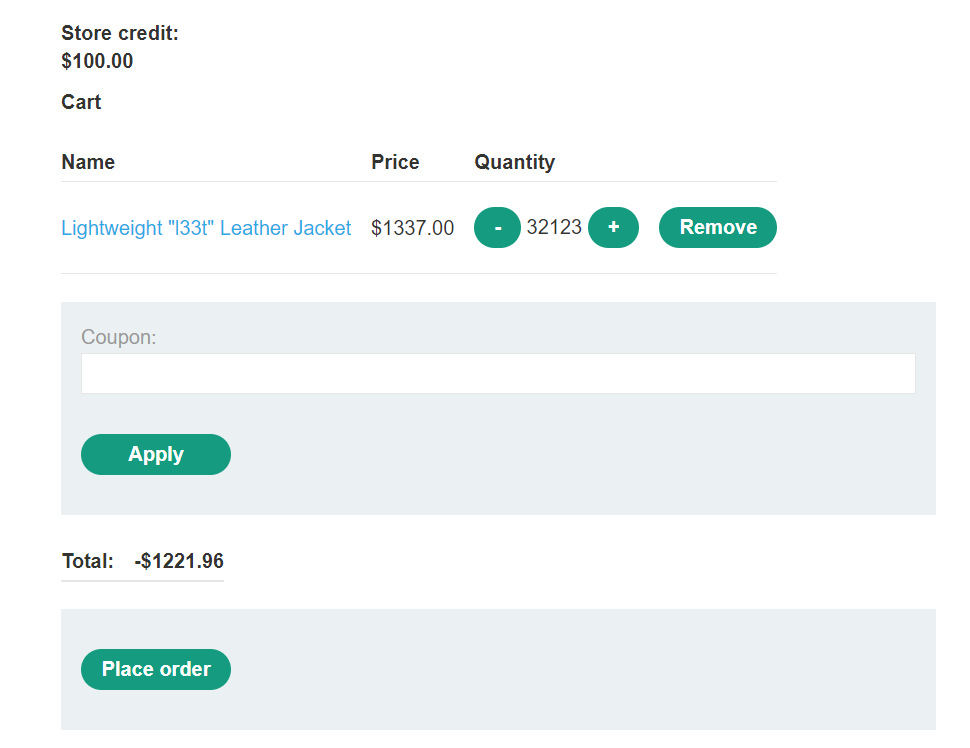 Store credit:
$100.00
Cart
Name Price Quantity
Lightweight "l33t" Leather Jacket $1337.00 - 32123 + Remove
Coupon:
Apply
Total: -$1221.96
Place order